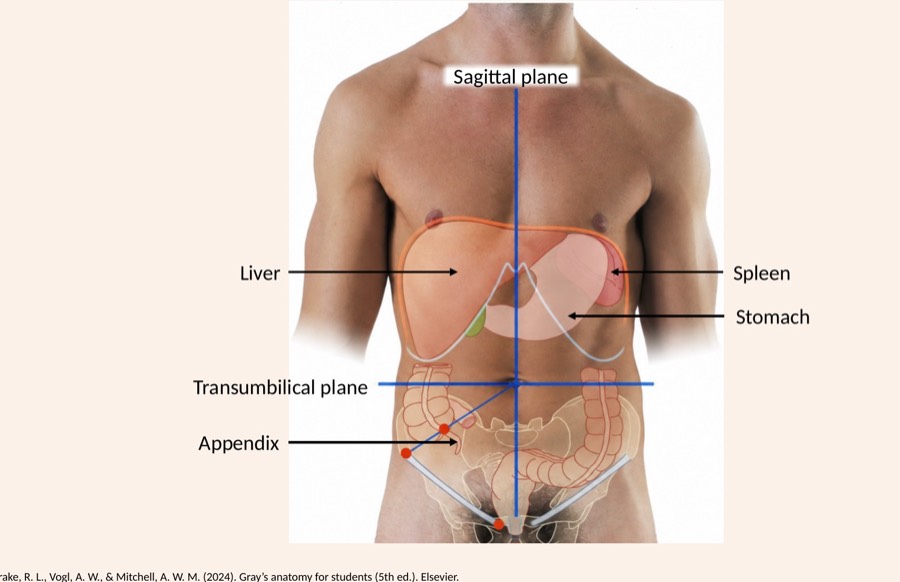 Sagittal plane
Liver
Spleen
Stomach
Transumbilical plane
Appendix
rake, R. L., Vogl, A. W., & Mitchell, A. W. M. (2024). Gray's anatomy for students (5th ed.). Elsevier.